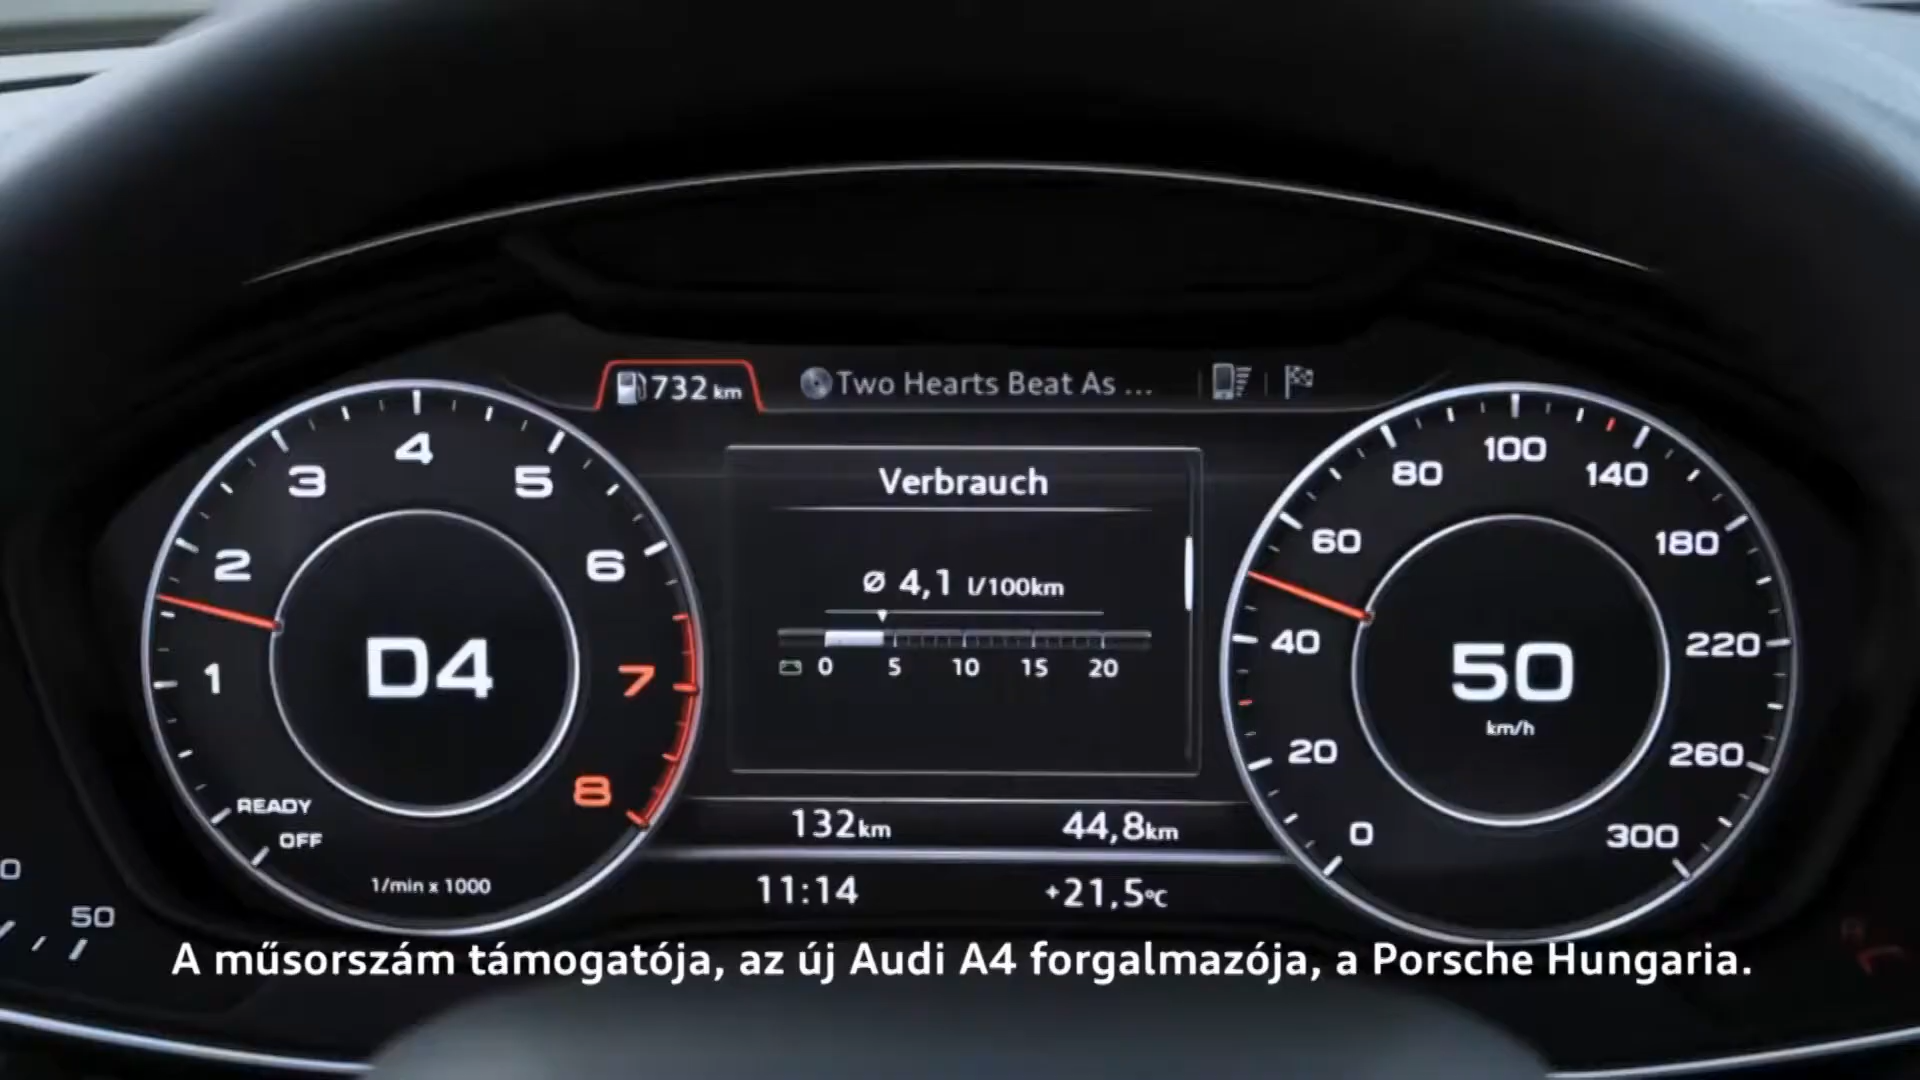 732 km
Two Hearts Beat As ...
Verbrauch
Ø 4,1 l/100km
0 5 10 15 20
132km 44,8km
11:14 +21,5°C
1 2 3 4 5 6 7 8
D4
READY
OFF
1/min x 1000
0 20 40 60 80 100 140 180 220 260 300
50
km/h
0
50
A műsorszám támogatója, az új Audi A4 forgalmazója, a Porsche Hungaria.